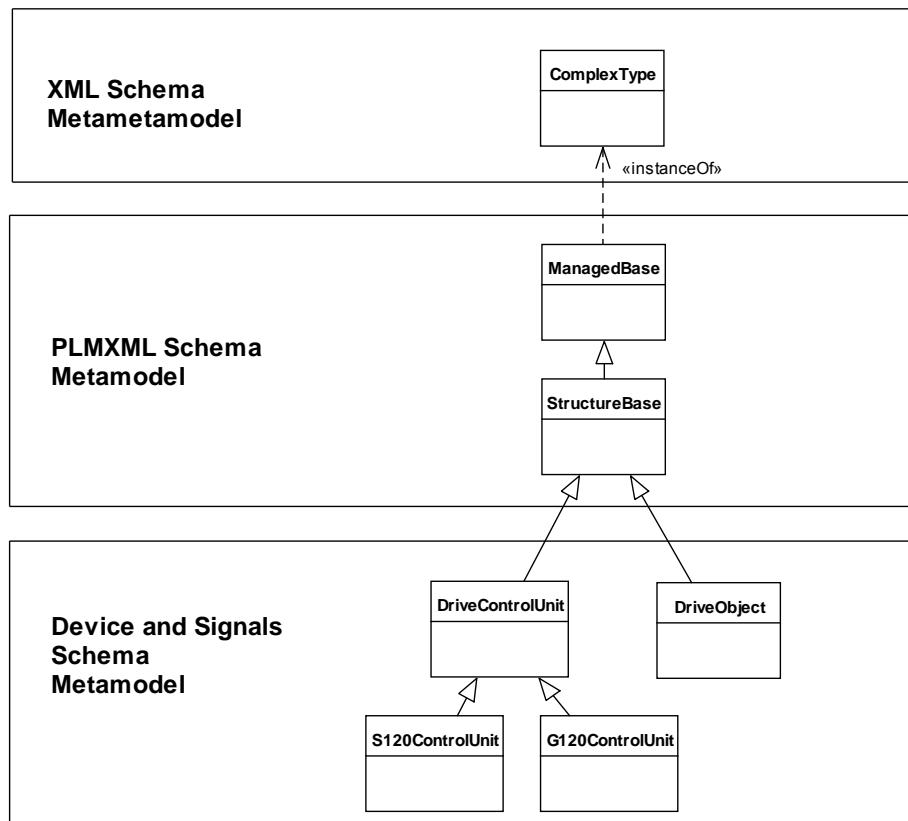 XML Schema
Metametamodel
ComplexType
«instanceOf»
PLMXML Schema
Metamodel
ManagedBase
StructureBase
Device and Signals
Schema
Metamodel
DriveControlUnit
DriveObject
S120ControlUnit
G120ControlUnit